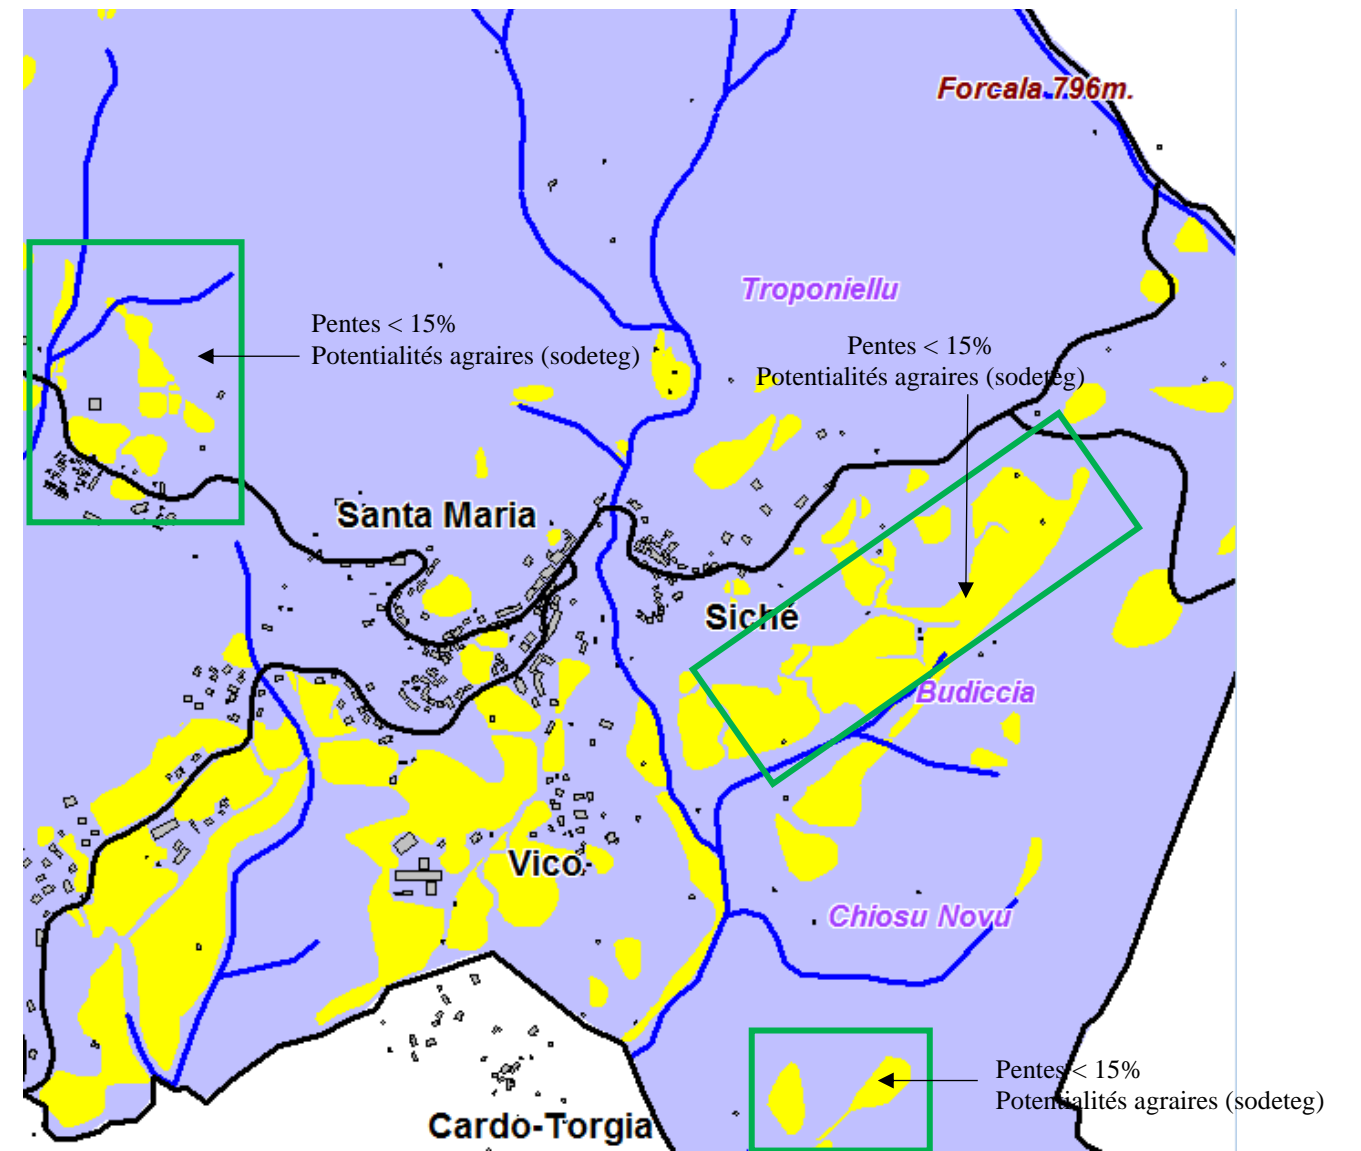 Forcala 796m.
Troponiellu
Pentes < 15%
Potentialités agraires (sodeteg)
Pentes < 15%
Potentialités agraires (sodeteg)
Santa Maria
Siché
Budiccia
Vico
Chiosu Novu
Pentes < 15%
Potentialités agraires (sodeteg)
Cardo-Torgia